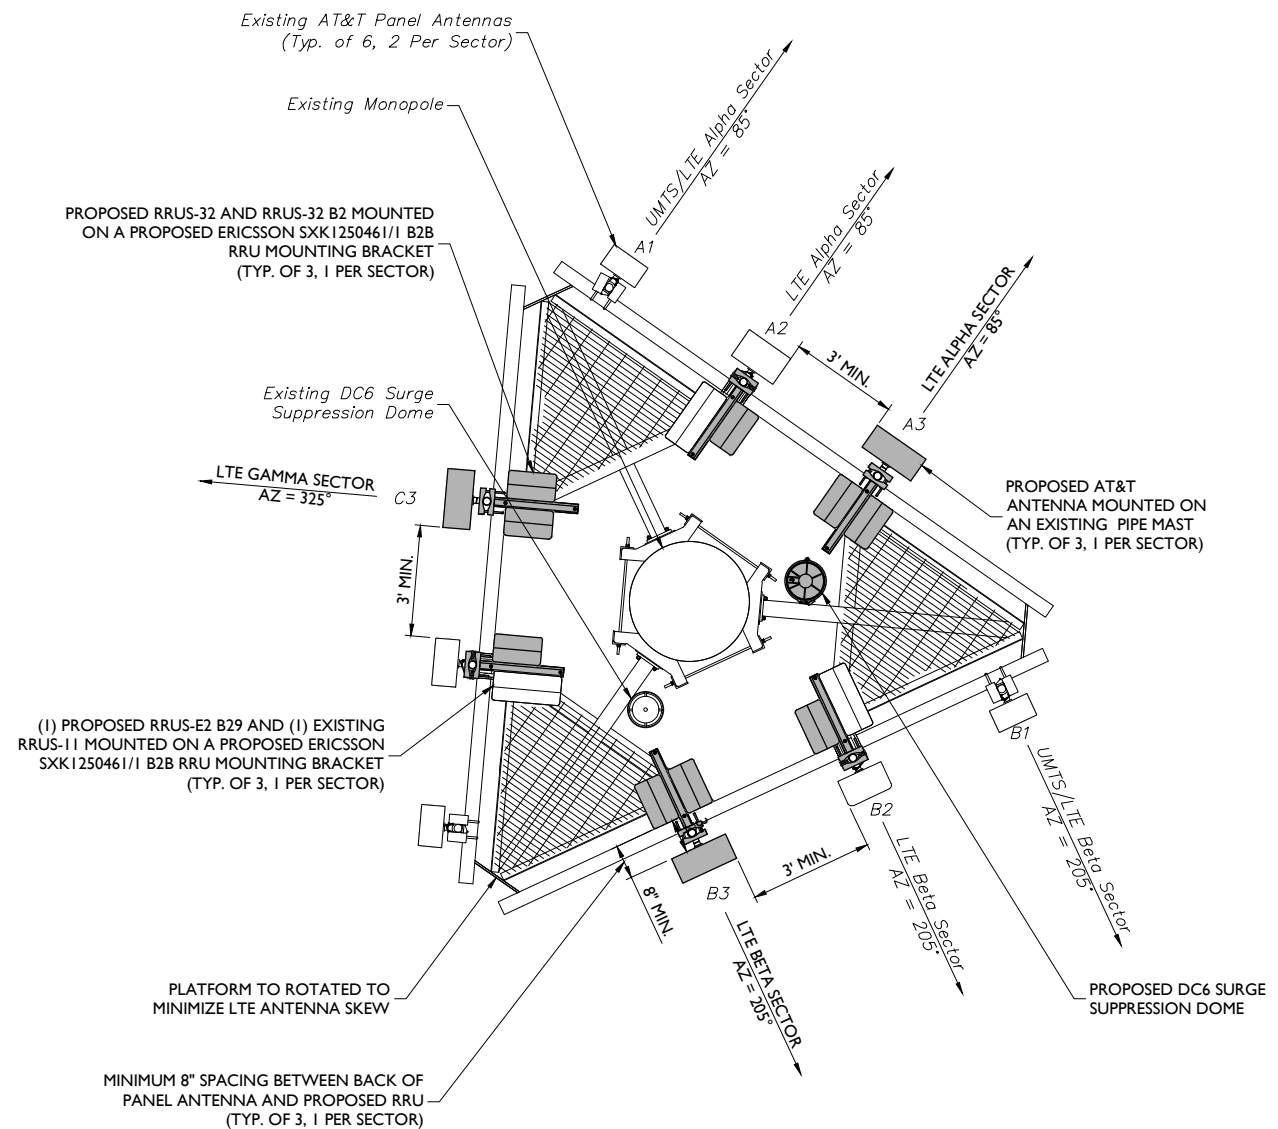 Existing AT&T Panel Antennas
(Typ. of 6, 2 Per Sector)
Existing Monopole
UMTS/LTE Alpha Sector
AZ = 85°
LTE Alpha Sector
AZ = 85°
LTE ALPHA SECTOR
AZ = 85°
PROPOSED RRUS-32 AND RRUS-32 B2 MOUNTED
ON A PROPOSED ERICSSON SXK1250461/1 B2B
RRU MOUNTING BRACKET
(TYP. OF 3, 1 PER SECTOR)
A1
A2
3' MIN.
A3
Existing DC6 Surge
Suppression Dome
LTE GAMMA SECTOR
AZ = 325°
C3
PROPOSED AT&T
ANTENNA MOUNTED ON
AN EXISTING PIPE MAST
(TYP. OF 3, 1 PER SECTOR)
3' MIN.
(1) PROPOSED RRUS-E2 B29 AND (1) EXISTING
RRUS-11 MOUNTED ON A PROPOSED ERICSSON
SXK1250461/1 B2B RRU MOUNTING BRACKET
(TYP. OF 3, 1 PER SECTOR)
B1
UMTS/LTE Beta Sector
AZ = 205°
B2
LTE Beta Sector
AZ = 205°
3' MIN.
B3
8" MIN.
LTE BETA SECTOR
AZ = 205°
PLATFORM TO ROTATED TO
MINIMIZE LTE ANTENNA SKEW
PROPOSED DC6 SURGE
SUPPRESSION DOME
MINIMUM 8" SPACING BETWEEN BACK OF
PANEL ANTENNA AND PROPOSED RRU
(TYP. OF 3, 1 PER SECTOR)